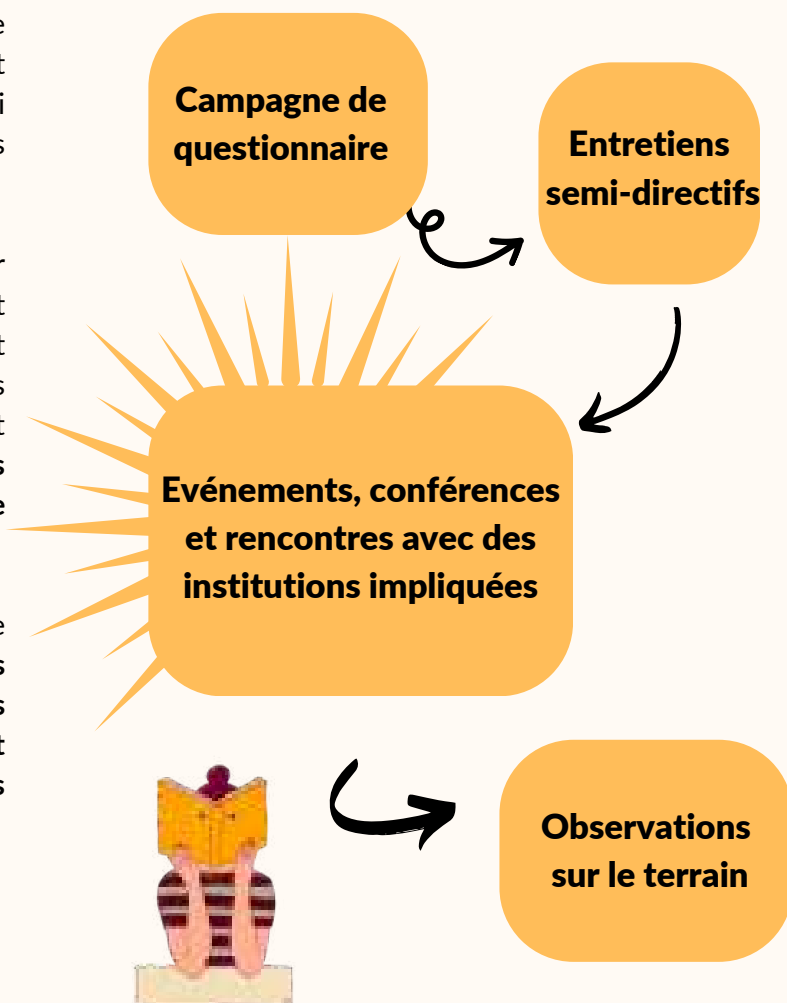 Campagne de
questionnaire
Entretiens
semi-directifs
Evénements, conférences
et rencontres avec des
institutions impliquées
Observations
sur le terrain